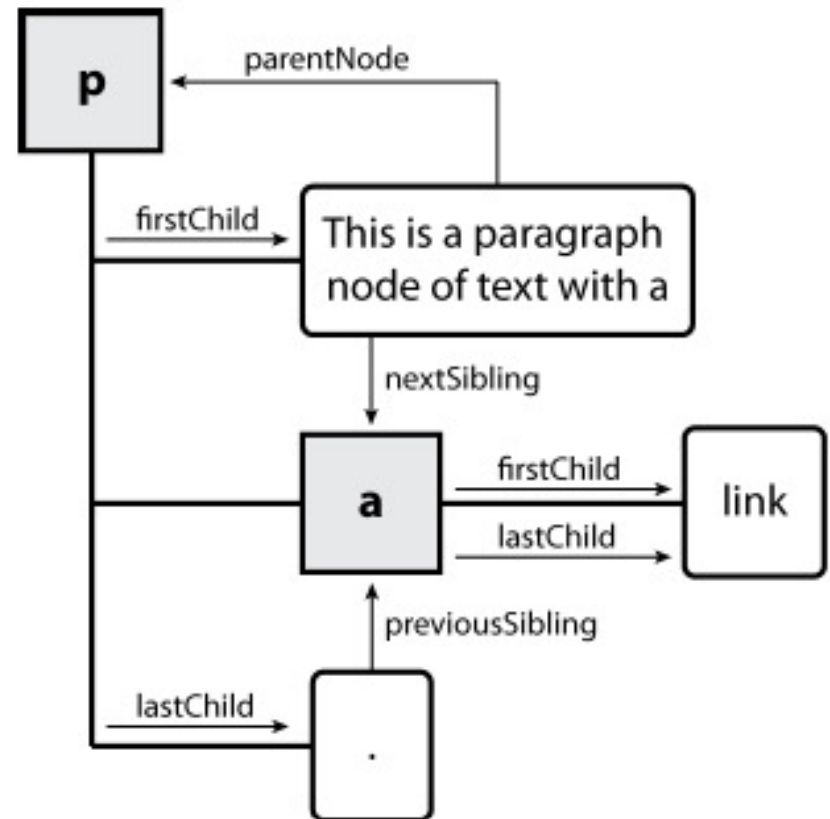 p
parentNode
firstChild
This is a paragraph
node of text with a
nextSibling
a
firstChild
lastChild
link
previousSibling
lastChild
.